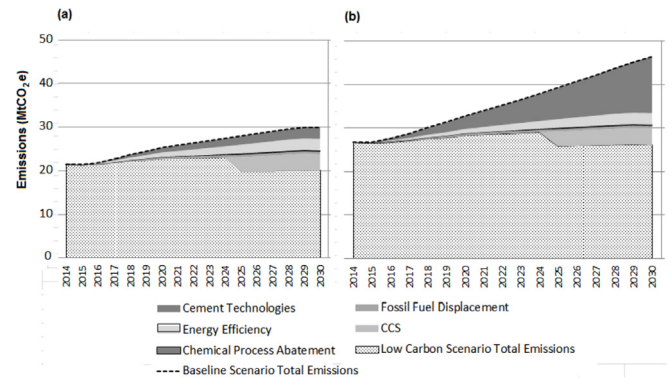 (a) (b)
Emissions (MtCO2e)
50
40
30
20
10
0
2014 2015 2016 2017 2018 2019 2020 2021 2022 2023 2024 2025 2026 2027 2028 2029 2030
2014 2015 2016 2017 2018 2019 2020 2021 2022 2023 2024 2025 2026 2027 2028 2029 2030
Cement Technologies Fossil Fuel Displacement
Energy Efficiency CCS
Chemical Process Abatement Low Carbon Scenario Total Emissions
Baseline Scenario Total Emissions